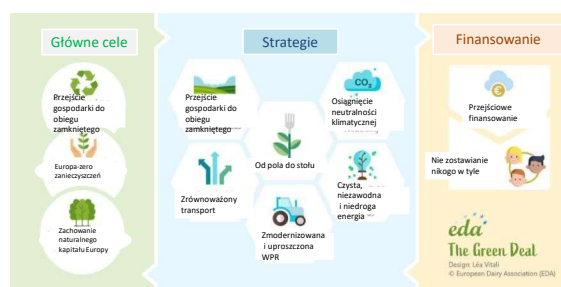 Główne cele
Przejście
gospodarki do
obiegu
zamkniętego
Europa-zero
zanieczyszczeń
Zachowanie
naturalnego
kapitału Europy
Strategie
Przejście
gospodarki do
obiegu
zamkniętego
Zrównoważony
transport
Od pola do stołu
Zmodernizowana
i uproszczona
WPR
CO₂
Osiągnięcie
neutralności
klimatycznej
Czysta,
niezawodna
i niedroga
energia
Finansowanie
Przejściowe
finansowanie
Nie zostawianie
nikogo w tyle
eda
The Green Deal
Design: Léa Vitali
© European Dairy Association (EDA)